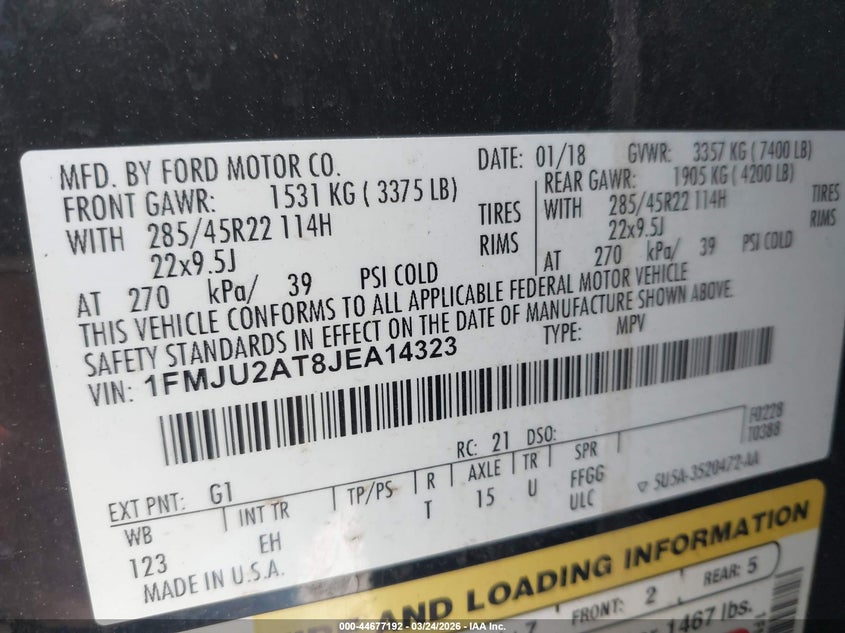 MFD. BY FORD MOTOR CO.
DATE: 01/18 GVWR: 3357 KG ( 7400 LB)
FRONT GAWR: 1531 KG ( 3375 LB)
REAR GAWR: 1905 KG ( 4200 LB)
WITH 285/45R22 114H TIRES
WITH 285/45R22 114H TIRES
22x9.5J RIMS
22x9.5J RIMS
AT 270 kPa/ 39 PSI COLD
AT 270 kPa/ 39 PSI COLD
THIS VEHICLE CONFORMS TO ALL APPLICABLE FEDERAL MOTOR VEHICLE
SAFETY STANDARDS IN EFFECT ON THE DATE OF MANUFACTURE SHOWN ABOVE.
VIN: 1FMJU2AT8JEA14323
TYPE: MPV
F0228
T0388
EXT PNT: G1
RC: 21 DSO:
WB INT TR TP/PS R AXLE TR SPR
123 EH T 15 U FFGG
ULC
▽ SU5A-3520472-AA
MADE IN U.S.A.
AND LOADING INFORMATION
7 FRONT: 2 REAR: 5
1467 lbs.
000-44677192 - 03/24/2026 - IAA Inc.